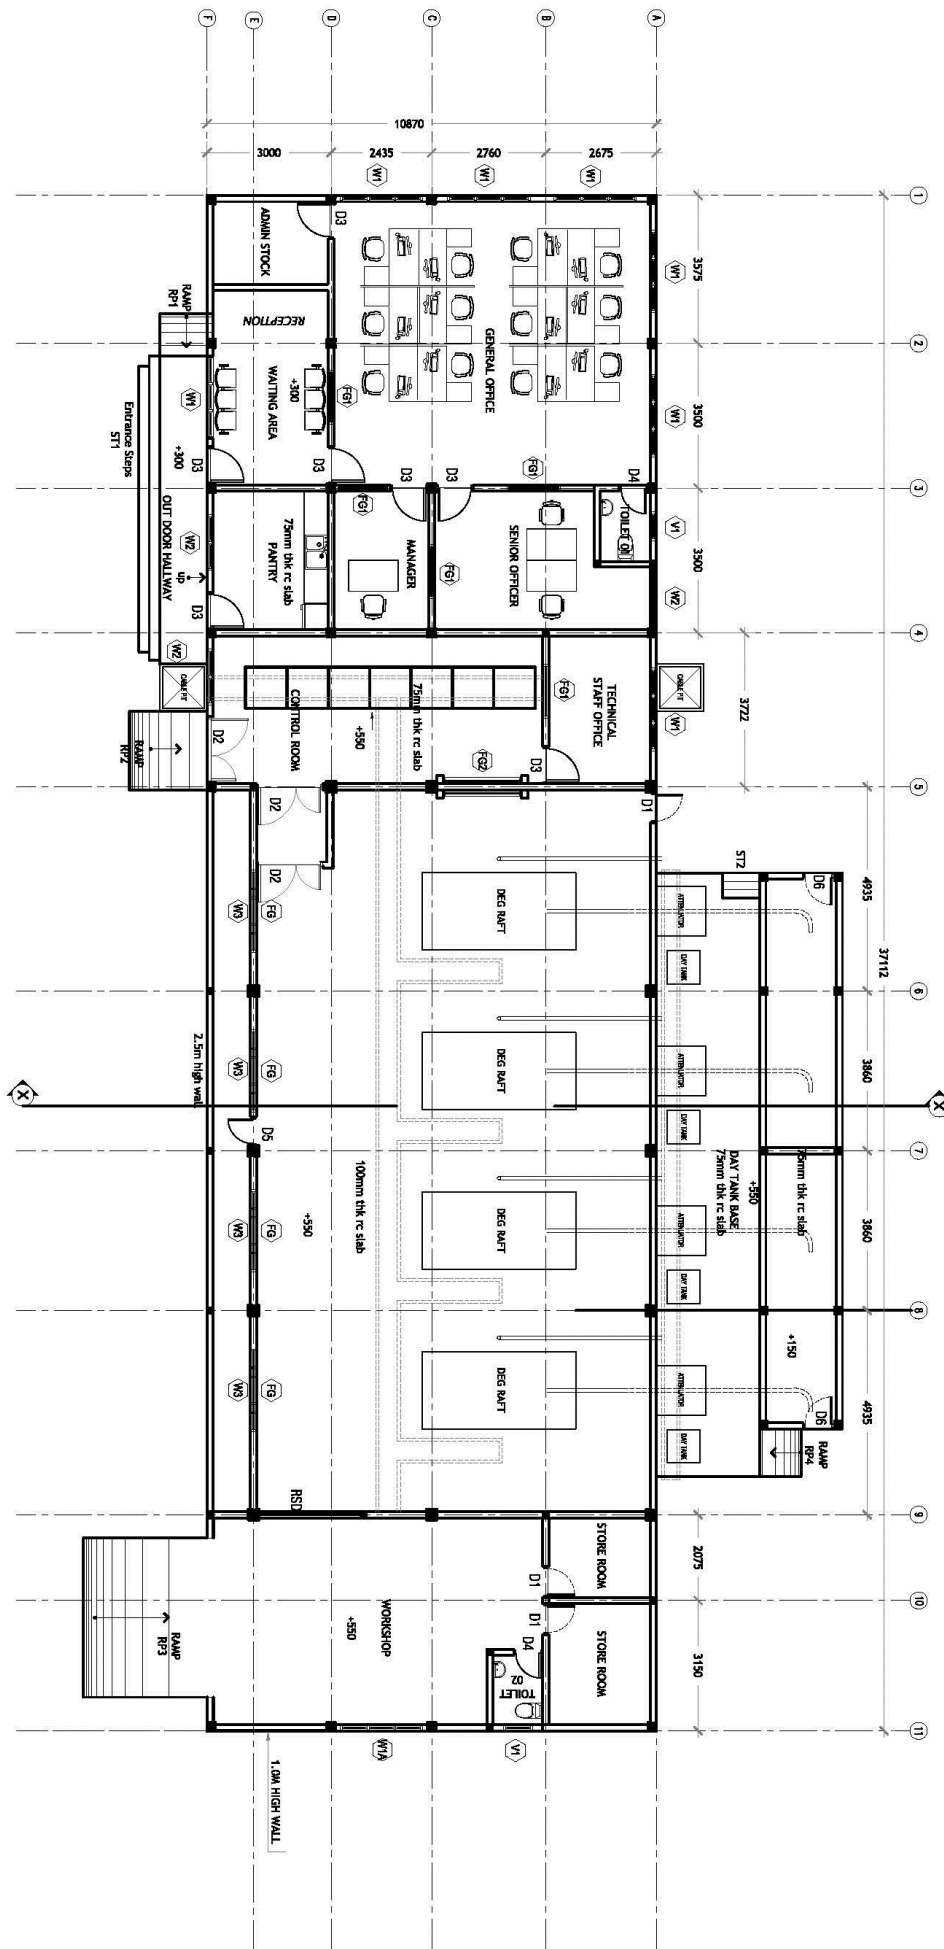 F
E
D
C
B
A
10870
3000
2435
2760
2675
W1
W1
W1
1
ADMIN STOCK
D3
3575
W1
RAMP
RP1
RECEPTION
GENERAL OFFICE
2
W1
WAITING AREA
+300
FG1
W1
3500
Entrance Steps
ST1
+300
D3
D3
D3
D3
FG1
D4
3
OUT DOOR HALLWAY
W2
UP
75mm thk rc slab
PANTRY
FG1
MANAGER
FG1
SENIOR OFFICER
TOILET 01
V1
3500
W2
D3
W2
4
CABLE PIT
CONTROL ROOM
75mm thk rc slab
+550
FG1
TECHNICAL
STAFF OFFICE
CABLE PIT
W1
3722
RAMP
RP2
D2
FG2
D3
5
D2
D1
D2
ST2
D6
4935
37112
W3
FG
DEG RAFT
ATTENUATOR
DAY TANK
6
2.5m high wall
W3
FG
DEG RAFT
ATTENUATOR
3860
X
X
D5
DAY TANK
7
100mm thk rc slab
+550
DAY TANK BASE
75mm thk rc slab
75mm thk rc slab
W3
FG
+550
DEG RAFT
ATTENUATOR
3860
DAY TANK
8
+150
W3
FG
DEG RAFT
ATTENUATOR
4935
D6
DAY TANK
RAMP
RP4
RSD
9
STORE ROOM
2075
D1
10
RAMP
RP3
WORKSHOP
+550
D1
D4
TOILET
02
STORE ROOM
3150
11
W1A
V1
1.0M HIGH WALL